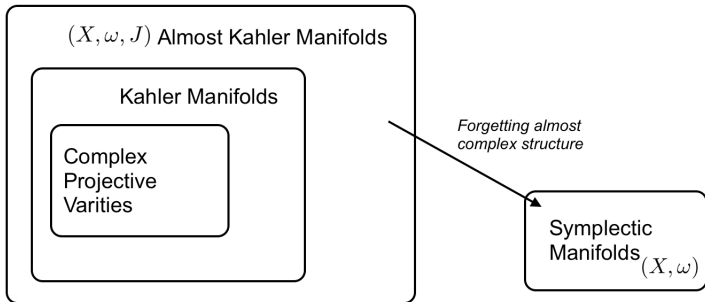 (X, ω, J) Almost Kahler Manifolds
Kahler Manifolds
Complex
Projective
Varities
Forgetting almost
complex structure
Symplectic
Manifolds
(X, ω)